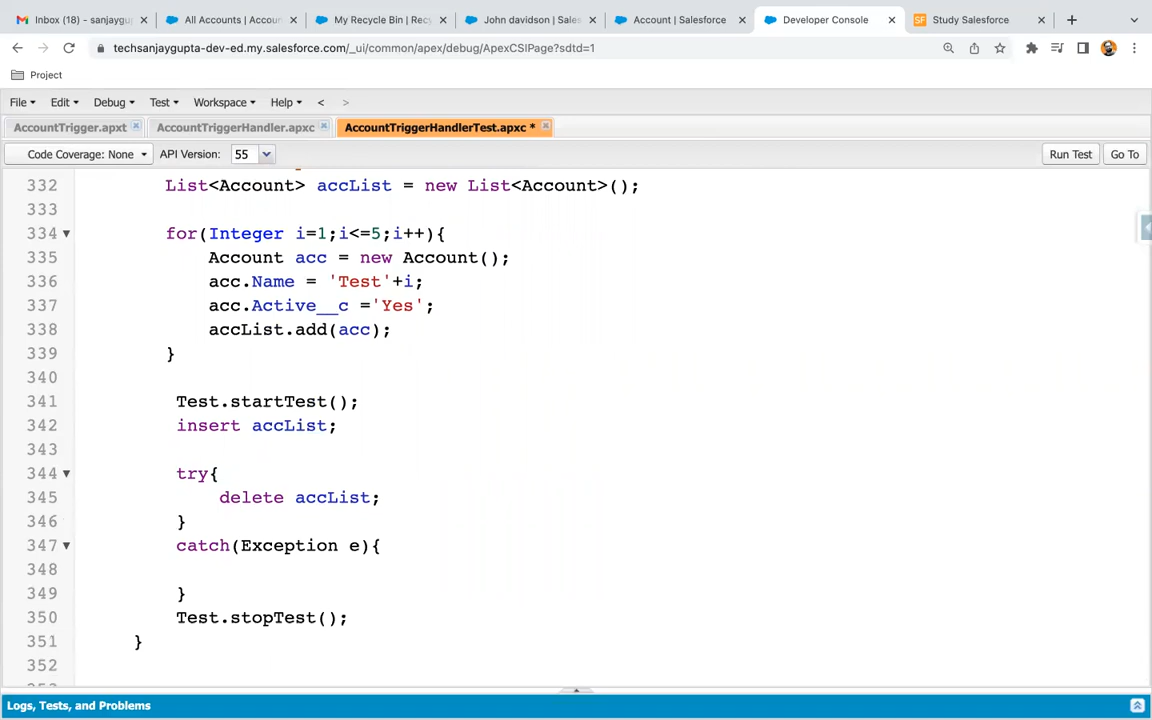 Inbox (18) - sanjaygu
All Accounts | Accou
My Recycle Bin | Recy
John davidson | Sales
Account | Salesforce
Developer Console
Study Salesforce
techsanjaygupta-dev-ed.my.salesforce.com/_ui/common/apex/debug/ApexCSIPage?sdtd=1
Project
File Edit Debug Test Workspace Help < >
AccountTrigger.apxt AccountTriggerHandler.apxc AccountTriggerHandlerTest.apxc *
Code Coverage: None API Version: 55 Run Test Go To
332 List<Account> accList = new List<Account>();
333
334 for(Integer i=1;i<=5;i++){
335 Account acc = new Account();
336 acc.Name = 'Test'+i;
337 acc.Active__c ='Yes';
338 accList.add(acc);
339 }
340
341 Test.startTest();
342 insert accList;
343
344 try{
345 delete accList;
346 }
347 catch(Exception e){
348
349 }
350 Test.stopTest();
351 }
352
Logs, Tests, and Problems